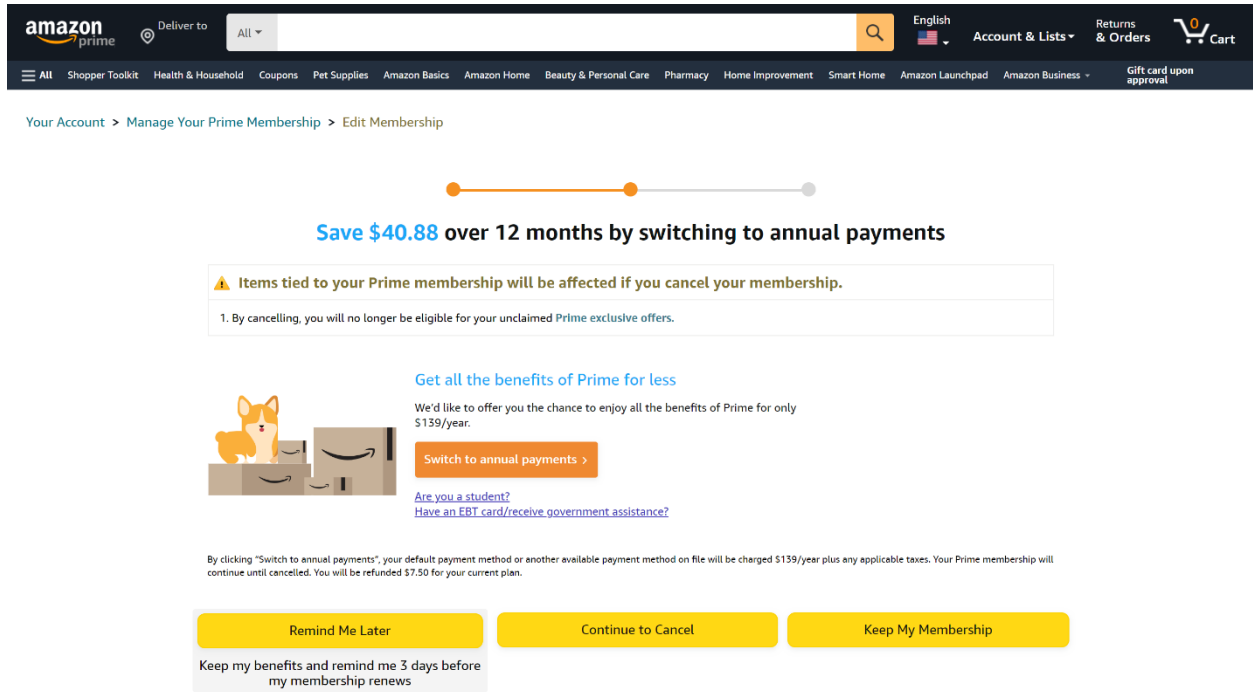 amazon
prime
Deliver to
All
English
Account & Lists
Returns
& Orders
0
Cart
All
Shopper Toolkit
Health & Household
Coupons
Pet Supplies
Amazon Basics
Amazon Home
Beauty & Personal Care
Pharmacy
Home Improvement
Smart Home
Amazon Launchpad
Amazon Business
Gift card upon
approval
Your Account > Manage Your Prime Membership > Edit Membership
Save $40.88 over 12 months by switching to annual payments
Items tied to your Prime membership will be affected if you cancel your membership.
1. By cancelling, you will no longer be eligible for your unclaimed Prime exclusive offers.
Get all the benefits of Prime for less
We'd like to offer you the chance to enjoy all the benefits of Prime for only
$139/year.
Switch to annual payments >
Are you a student?
Have an EBT card/receive government assistance?
By clicking "Switch to annual payments", your default payment method or another available payment method on file will be charged $139/year plus any applicable taxes. Your Prime membership will
continue until cancelled. You will be refunded $7.50 for your current plan.
Remind Me Later
Keep my benefits and remind me 3 days before
my membership renews
Continue to Cancel
Keep My Membership